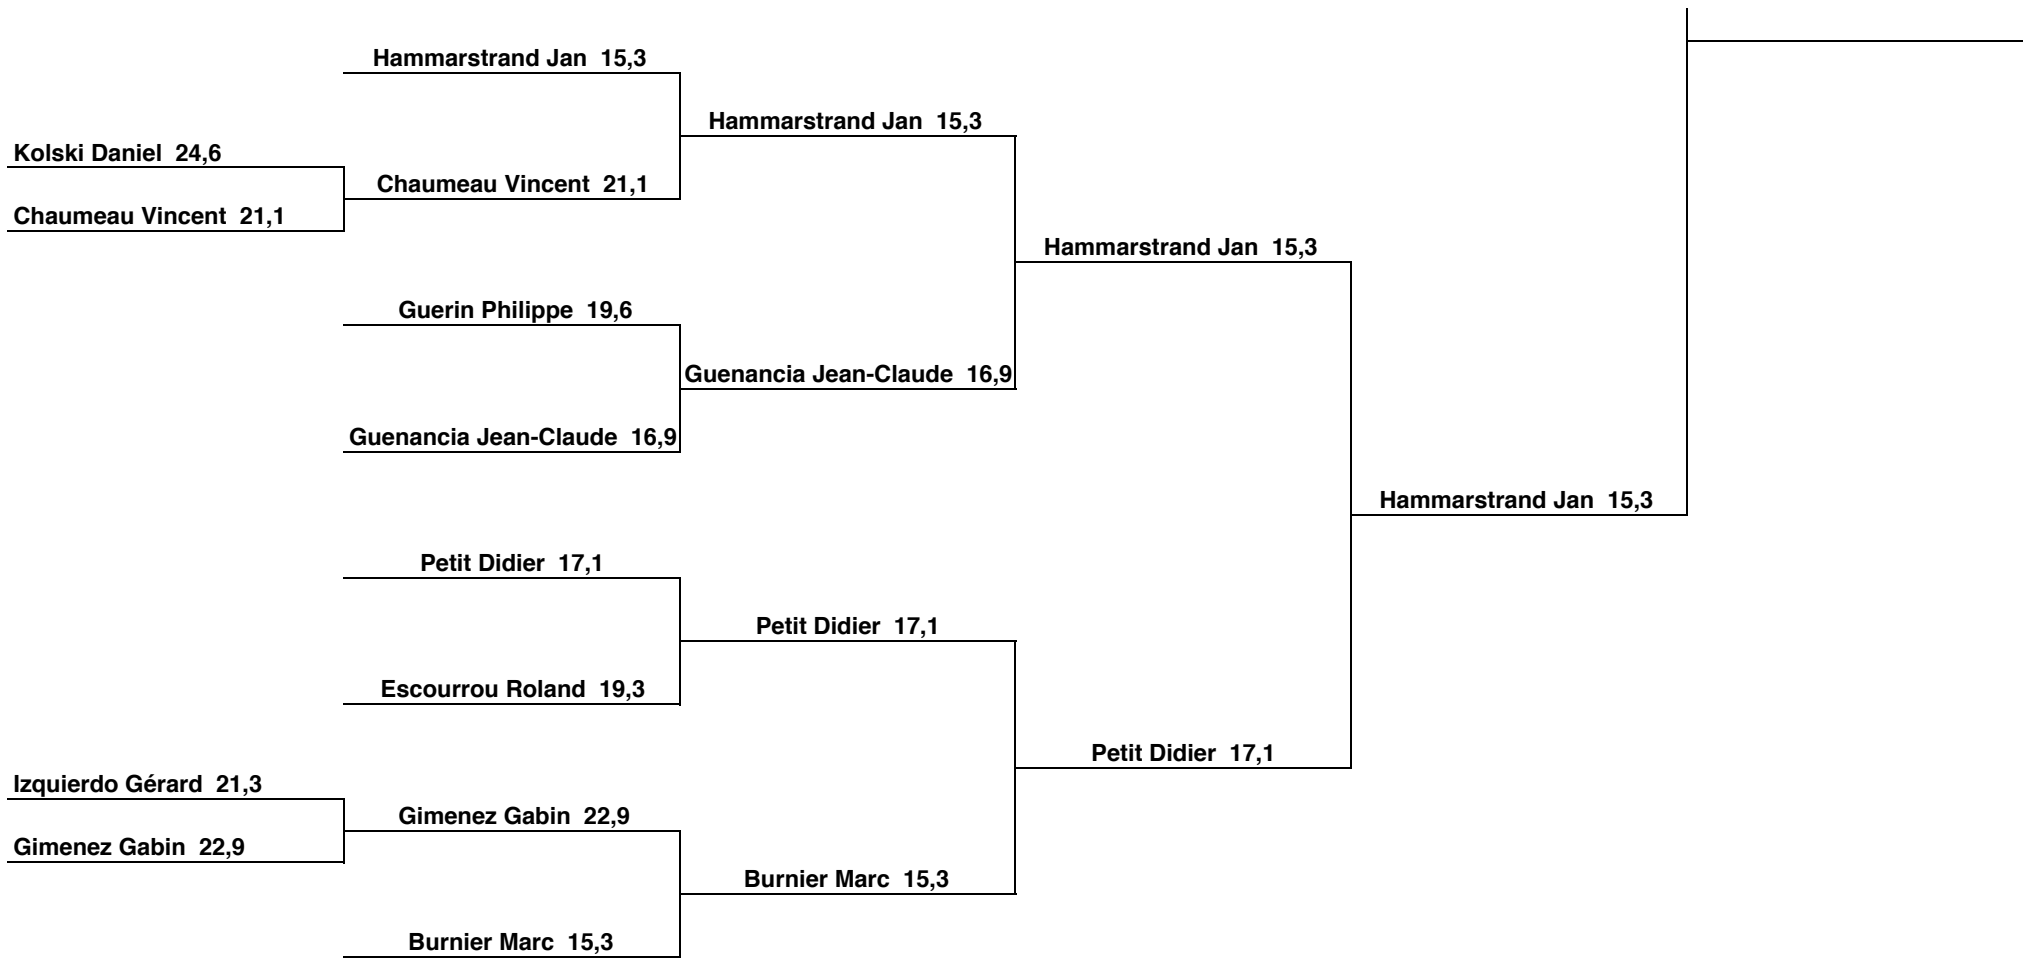 Hammarstrand Jan 15,3
Hammarstrand Jan 15,3
Kolski Daniel 24,6
Chaumeau Vincent 21,1
Chaumeau Vincent 21,1
Hammarstrand Jan 15,3
Guerin Philippe 19,6
Guenancia Jean-Claude 16,9
Guenancia Jean-Claude 16,9
Hammarstrand Jan 15,3
Petit Didier 17,1
Petit Didier 17,1
Escourrou Roland 19,3
Petit Didier 17,1
Izquierdo Gérard 21,3
Gimenez Gabin 22,9
Gimenez Gabin 22,9
Burnier Marc 15,3
Burnier Marc 15,3